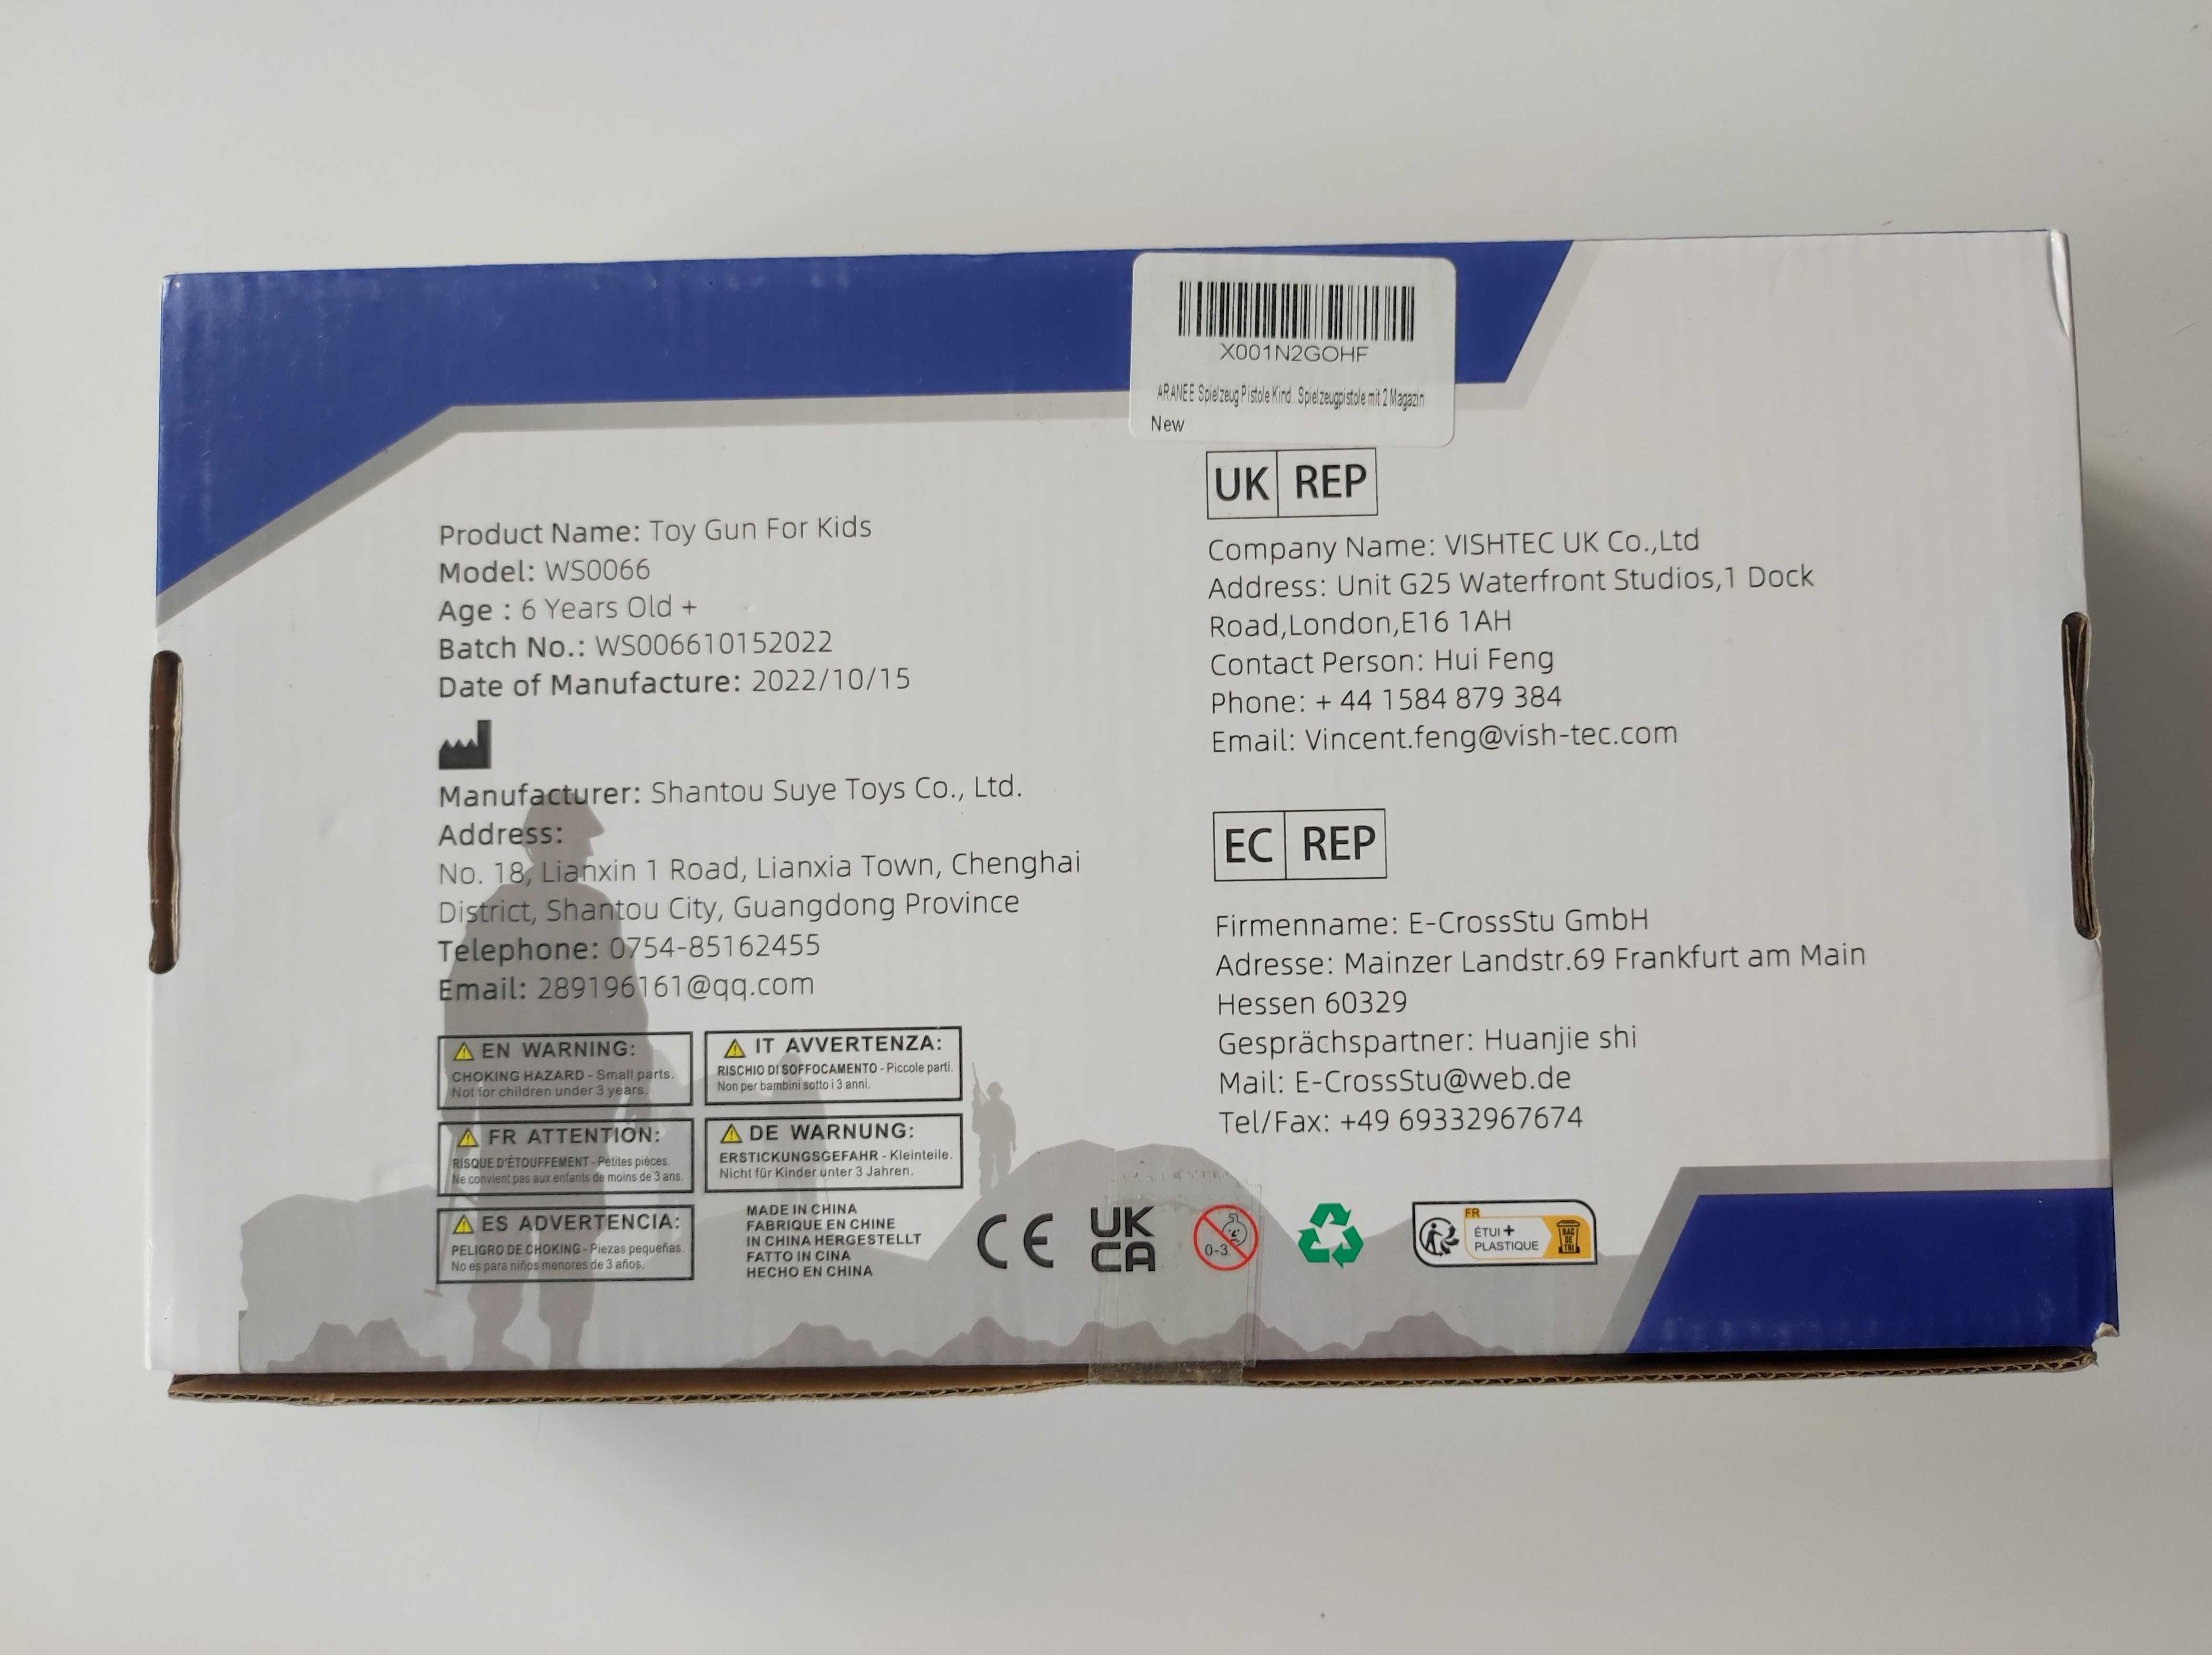 X001N2GOHF
ARANEE Spielzeug Pistole Kind. Spielzeugpistole mit 2 Magazin
New
Product Name: Toy Gun For Kids
Model: WS0066
Age : 6 Years Old +
Batch No.: WS006610152022
Date of Manufacture: 2022/10/15
Manufacturer: Shantou Suye Toys Co., Ltd.
Address:
No. 18, Lianxin 1 Road, Lianxia Town, Chenghai
District, Shantou City, Guangdong Province
Telephone: 0754-85162455
Email: 289196161@qq.com
EN WARNING:
CHOKING HAZARD - Small parts.
Not for children under 3 years.
IT AVVERTENZA:
RISCHIO DI SOFFOCAMENTO - Piccole parti.
Non per bambini sotto i 3 anni.
FR ATTENTION:
RISQUE D'ÉTOUFFEMENT - Petites pièces.
Ne convient pas aux enfants de moins de 3 ans.
DE WARNUNG:
ERSTICKUNGSGEFAHR - Kleinteile.
Nicht für Kinder unter 3 Jahren.
ES ADVERTENCIA:
PELIGRO DE CHOKING - Piezas pequeñas.
No es para niños menores de 3 años.
MADE IN CHINA
FABRIQUE EN CHINE
IN CHINA HERGESTELLT
FATTO IN CINA
HECHO EN CHINA
UK REP
Company Name: VISHTEC UK Co.,Ltd
Address: Unit G25 Waterfront Studios,1 Dock
Road,London,E16 1AH
Contact Person: Hui Feng
Phone: + 44 1584 879 384
Email: Vincent.feng@vish-tec.com
EC REP
Firmenname: E-CrossStu GmbH
Adresse: Mainzer Landstr.69 Frankfurt am Main
Hessen 60329
Gesprächspartner: Huanjie shi
Mail: E-CrossStu@web.de
Tel/Fax: +49 69332967674
CE
UK
CA
0-3
FR
ÉTUI +
PLASTIQUE
BAC
DE
TRI